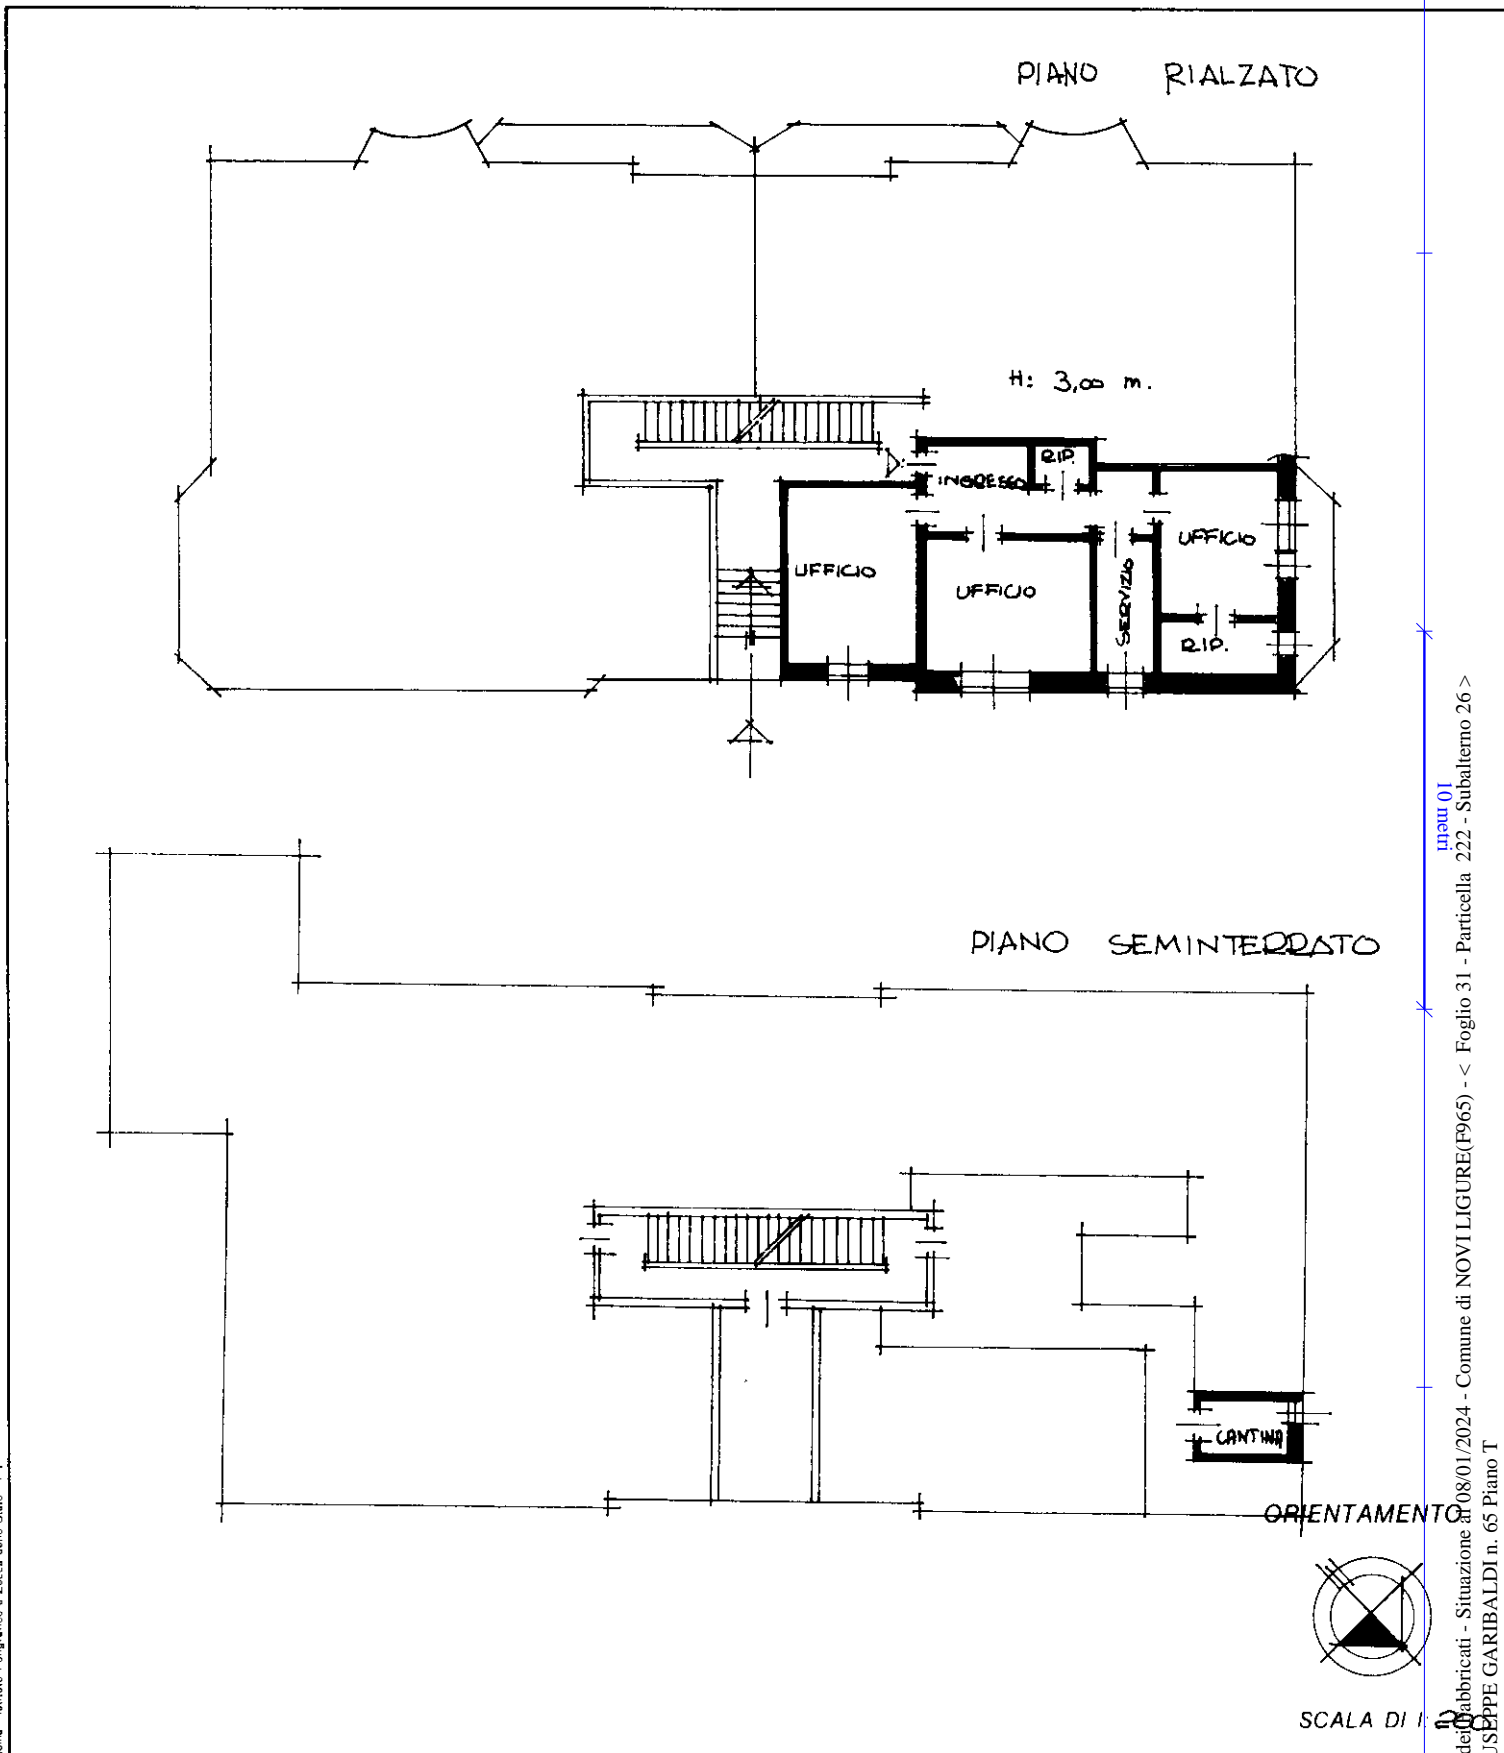 PIANO RIALZATO
H: 3,00 m.
RIP.
INGRESSO
UFFICIO
UFFICIO
UFFICIO
SERVIZIO
RIP.
10 metri
PIANO SEMINTERRATO
CANTINA
ORIENTAMENTO
SCALA DI 1: 200
dei Fabbricati - Situazione al 08/01/2024 - Comune di NOVI LIGURE(F965) - < Foglio 31 - Particella 222 - Subalterno 26 >
USEPPE GARIBALDI n. 65 Piano T